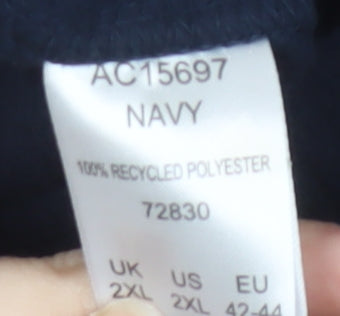 AC15697
NAVY
100% RECYCLED POLYESTER
72830
UK US EU
2XL 2XL 42-44